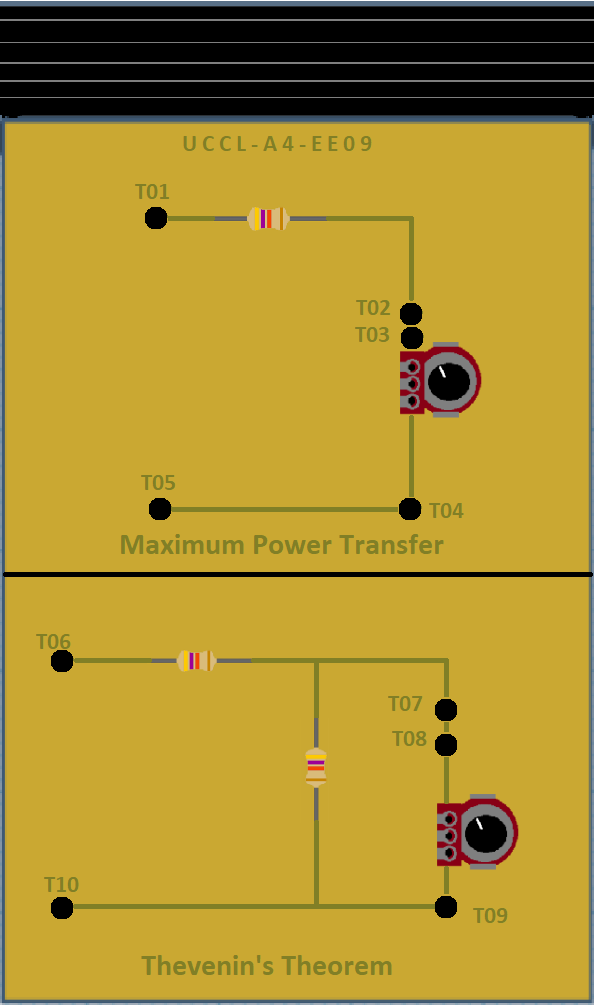 UCCL-A4-EE09
T01
T02
T03
T05
T04
Maximum Power Transfer
T06
T07
T08
T10
T09
Thevenin's Theorem